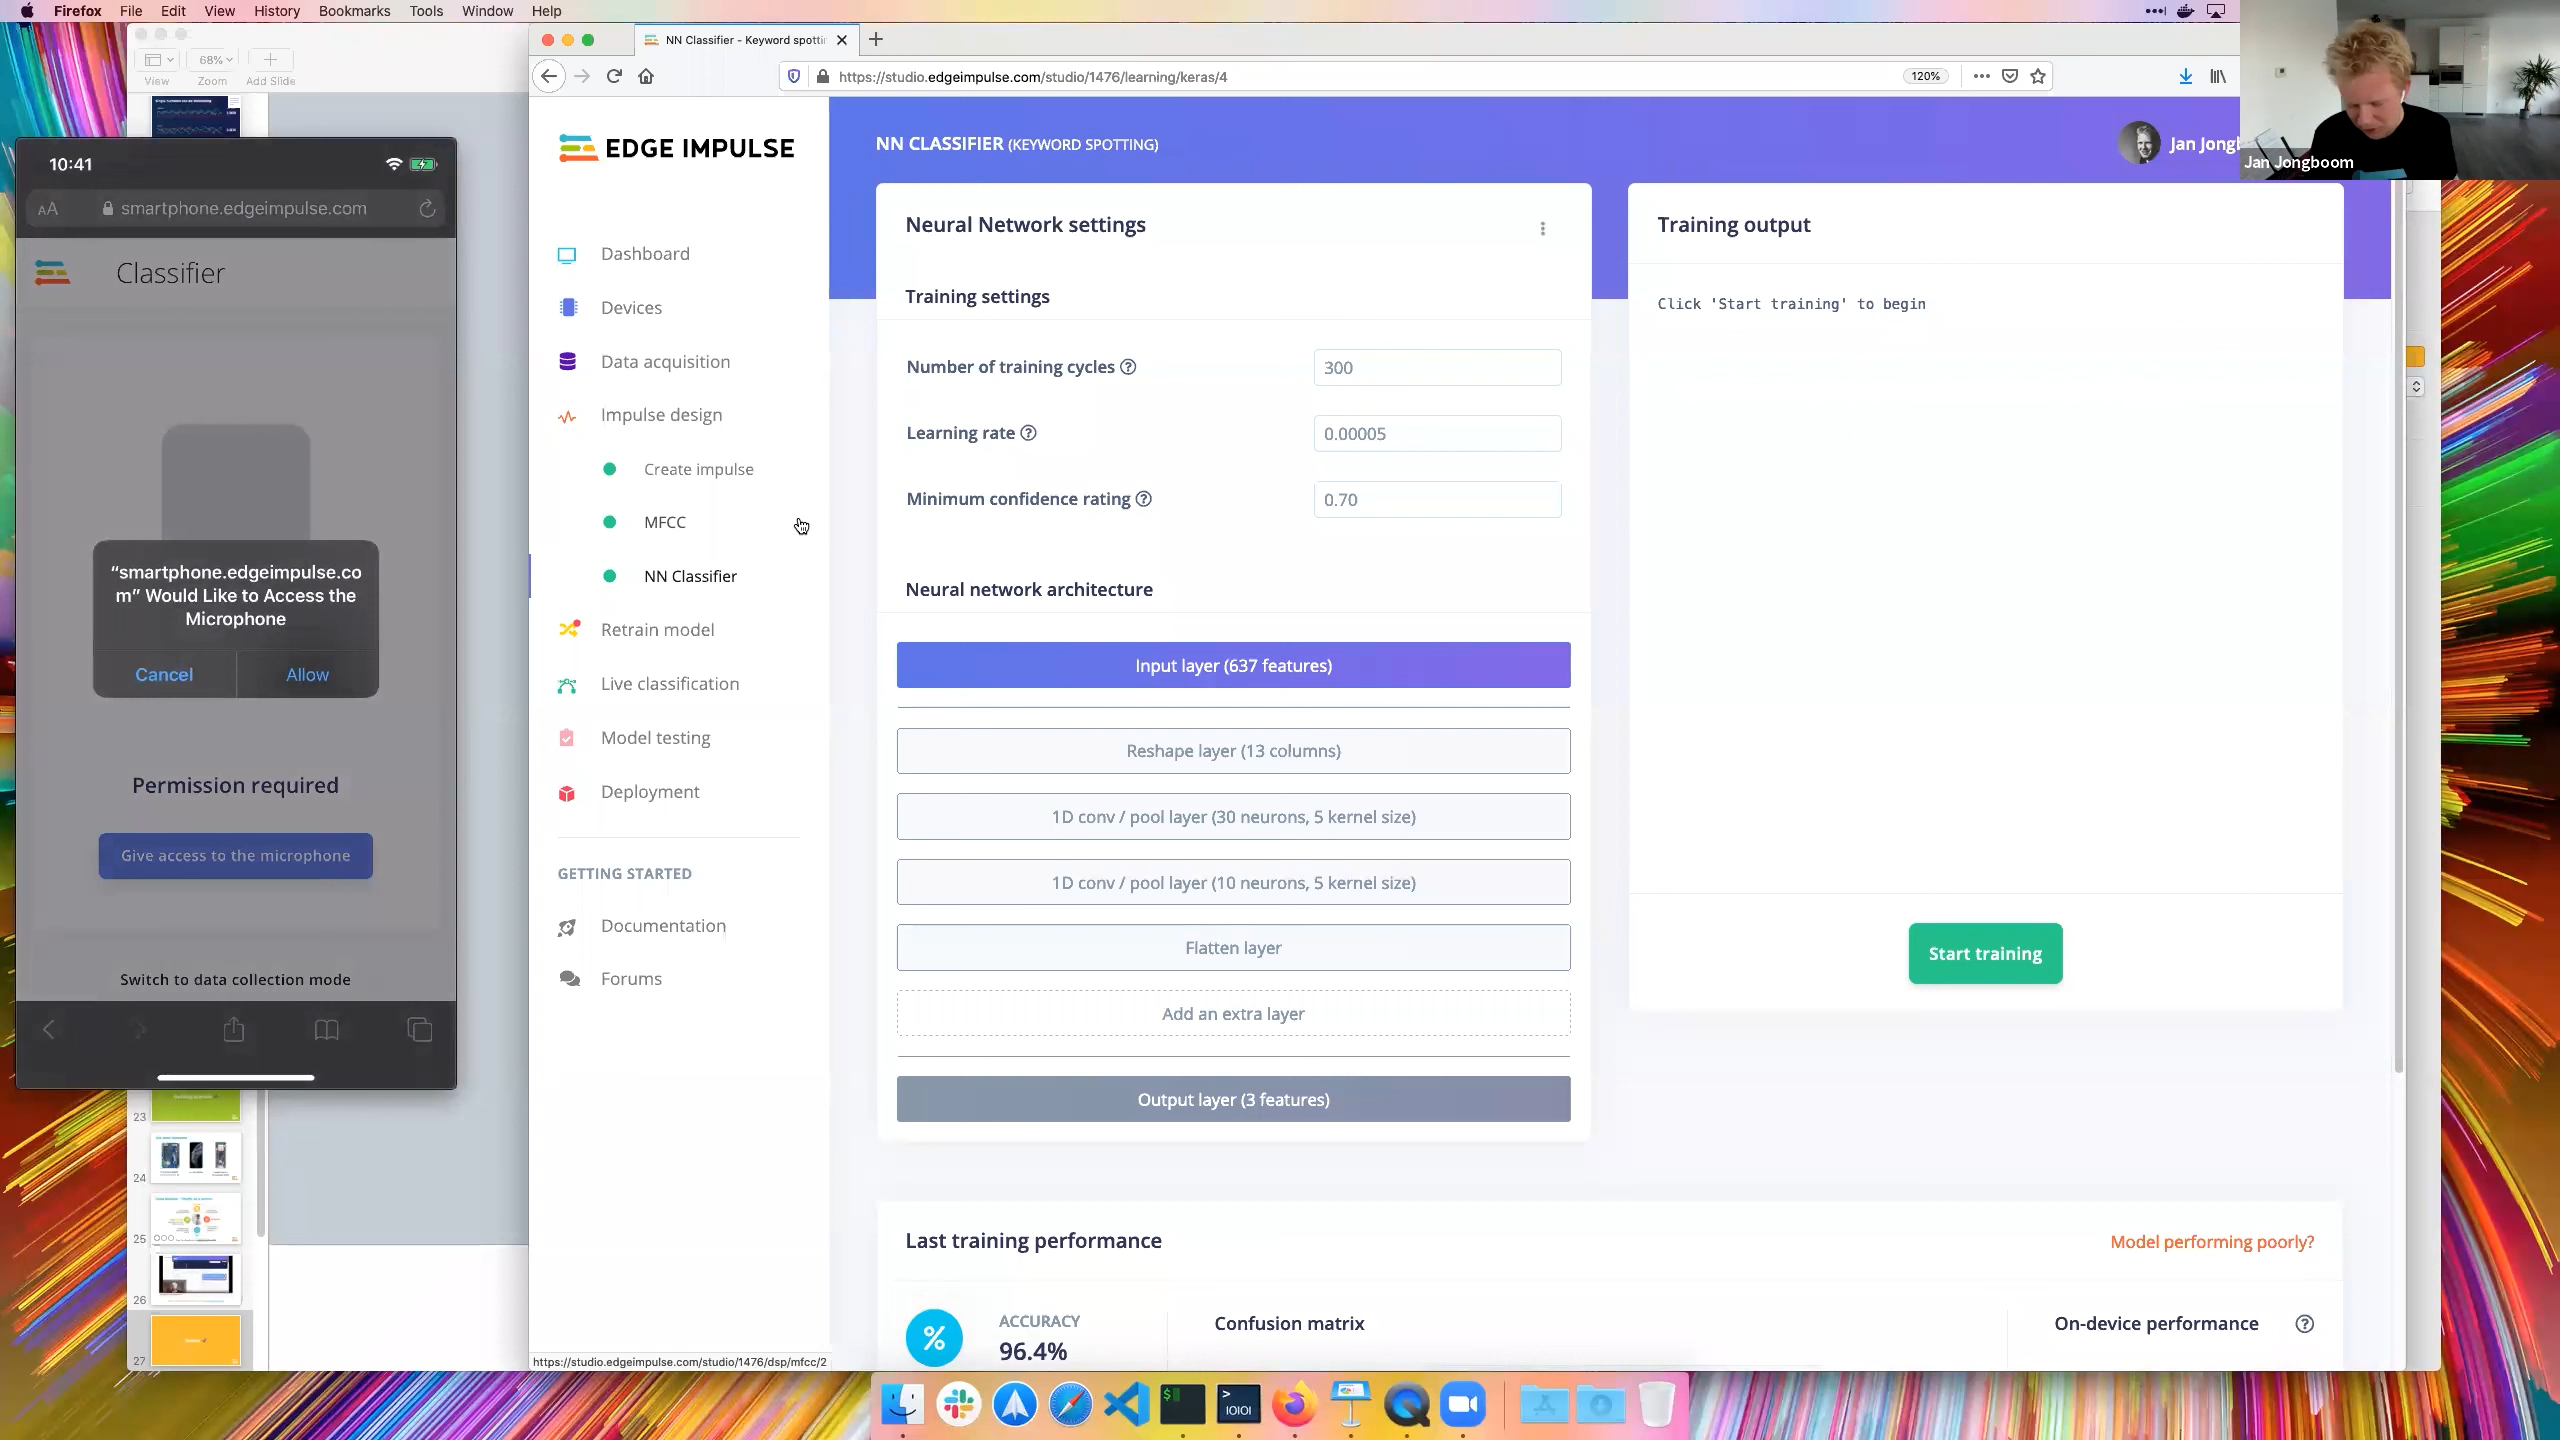 Firefox File Edit View History Bookmarks Tools Window Help
68%
View Zoom Add Slide
NN Classifier - Keyword spotti
https://studio.edgeimpulse.com/studio/1476/learning/keras/4
120%
10:41
AA smartphone.edgeimpulse.com
Classifier
“smartphone.edgeimpulse.co
m” Would Like to Access the
Microphone
Cancel Allow
Permission required
Give access to the microphone
Switch to data collection mode
23
24
25
26
27
EDGE IMPULSE
Dashboard
Devices
Data acquisition
Impulse design
Create impulse
MFCC
NN Classifier
Retrain model
Live classification
Model testing
Deployment
GETTING STARTED
Documentation
Forums
https://studio.edgeimpulse.com/studio/1476/dsp/mfcc/2
NN CLASSIFIER (KEYWORD SPOTTING)
Jan Jongb
Jan Jongboom
Neural Network settings
Training settings
Number of training cycles ?
300
Learning rate ?
0.00005
Minimum confidence rating ?
0.70
Neural network architecture
Input layer (637 features)
Reshape layer (13 columns)
1D conv / pool layer (30 neurons, 5 kernel size)
1D conv / pool layer (10 neurons, 5 kernel size)
Flatten layer
Add an extra layer
Output layer (3 features)
Training output
Click 'Start training' to begin
Start training
Last training performance
Model performing poorly?
%
ACCURACY
96.4%
Confusion matrix
On-device performance ?
$
>
IOIOI